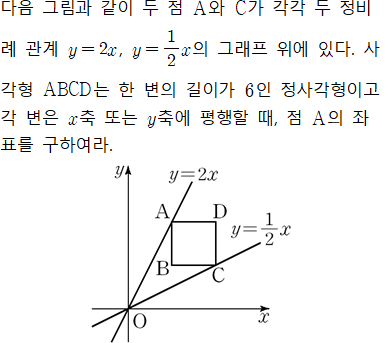 다음 그림과 같이 두 점 A와 C가 각각 두 정비
례 관계 y=2x, y=1/2x의 그래프 위에 있다. 사
각형 ABCD는 한 변의 길이가 6인 정사각형이고
각 변은 x축 또는 y축에 평행할 때, 점 A의 좌
표를 구하여라.
y
y=2x
A
D
y=1/2x
B
C
O
x